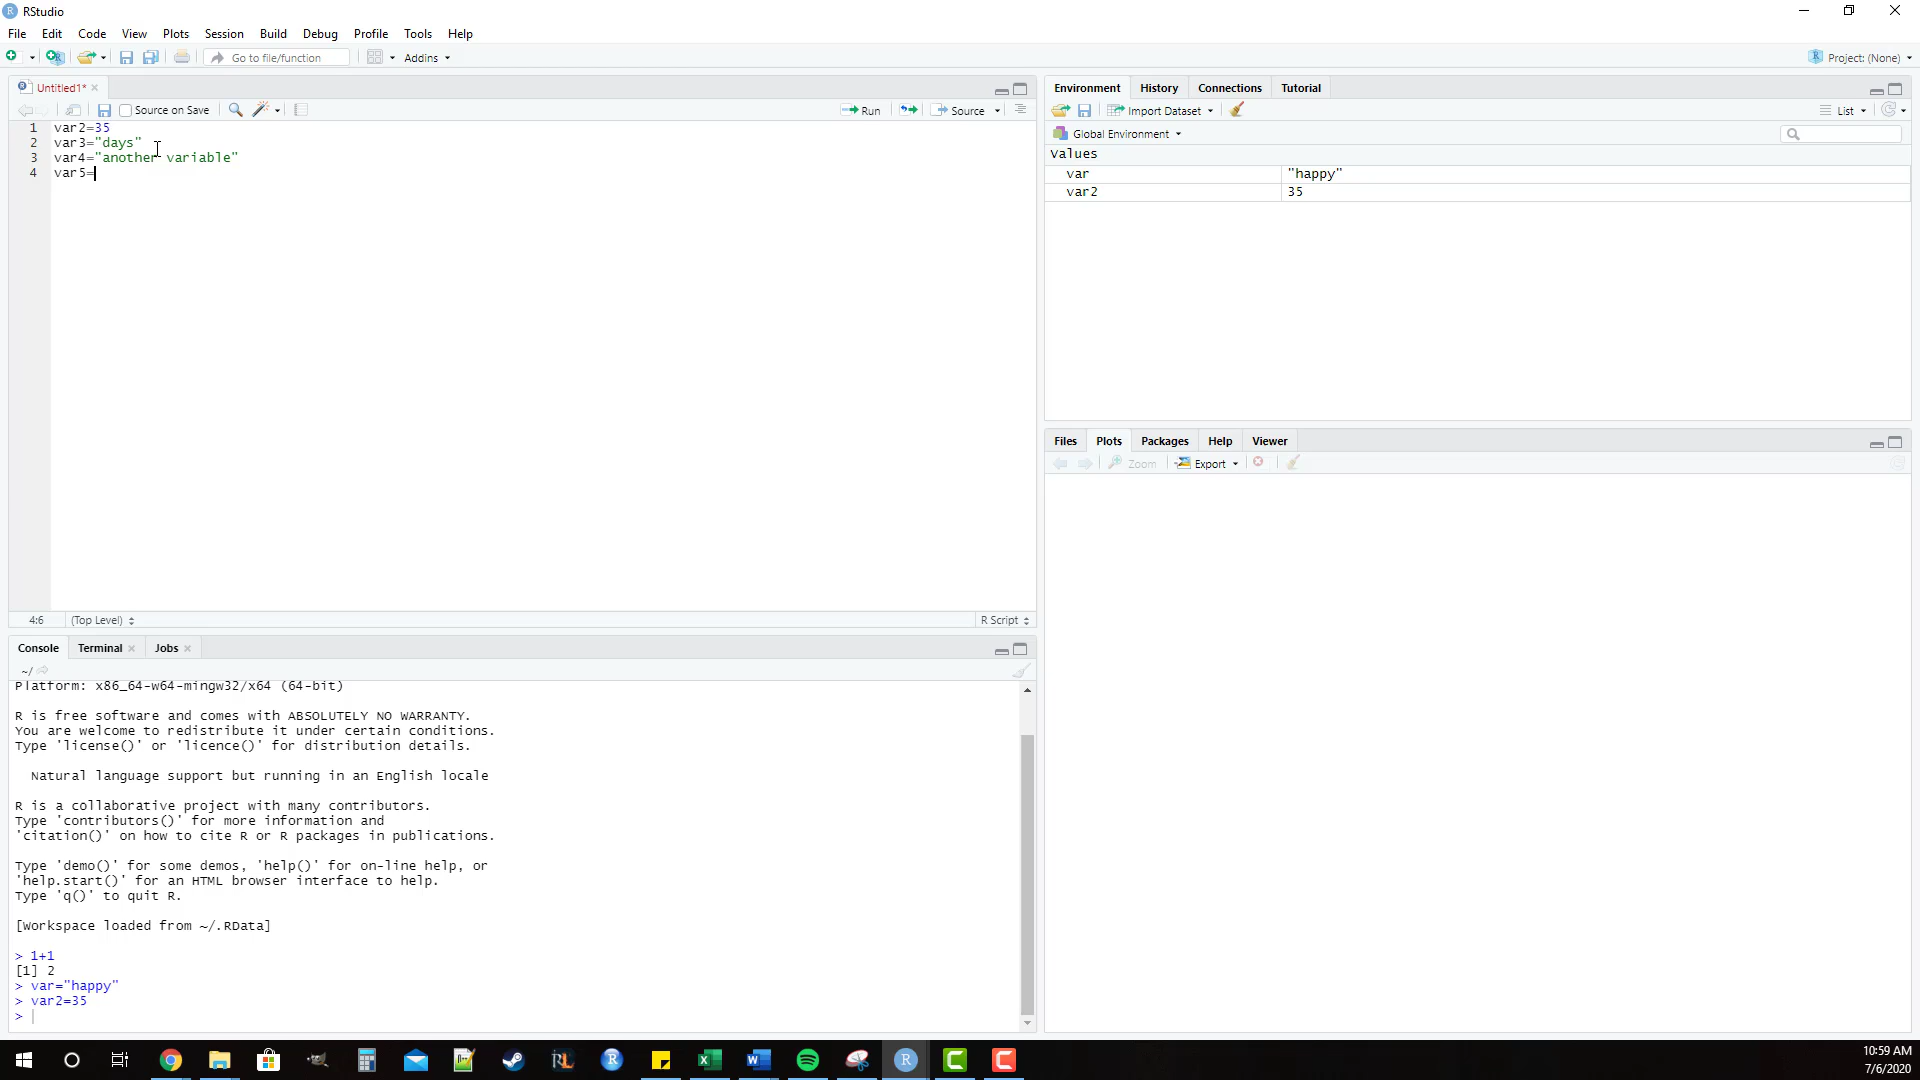 RStudio
File Edit Code View Plots Session Build Debug Profile Tools Help
Go to file/function Addins Project: (None)
Untitled1*
Source on Save Run Source
1 var2=35
2 var3="days"
3 var4="another variable"
4 var5=
4:6 (Top Level) R Script
Console Terminal Jobs
~/
Platform: x86_64-w64-mingw32/x64 (64-bit)
R is free software and comes with ABSOLUTELY NO WARRANTY.
You are welcome to redistribute it under certain conditions.
Type 'license()' or 'licence()' for distribution details.
Natural language support but running in an English locale
R is a collaborative project with many contributors.
Type 'contributors()' for more information and
'citation()' on how to cite R or R packages in publications.
Type 'demo()' for some demos, 'help()' for on-line help, or
'help.start()' for an HTML browser interface to help.
Type 'q()' to quit R.
[Workspace loaded from ~/.RData]
> 1+1
[1] 2
> var="happy"
> var2=35
>
Environment History Connections Tutorial
Import Dataset List
Global Environment
Values
var "happy"
var2 35
Files Plots Packages Help Viewer
Zoom Export
10:59 AM
7/6/2020